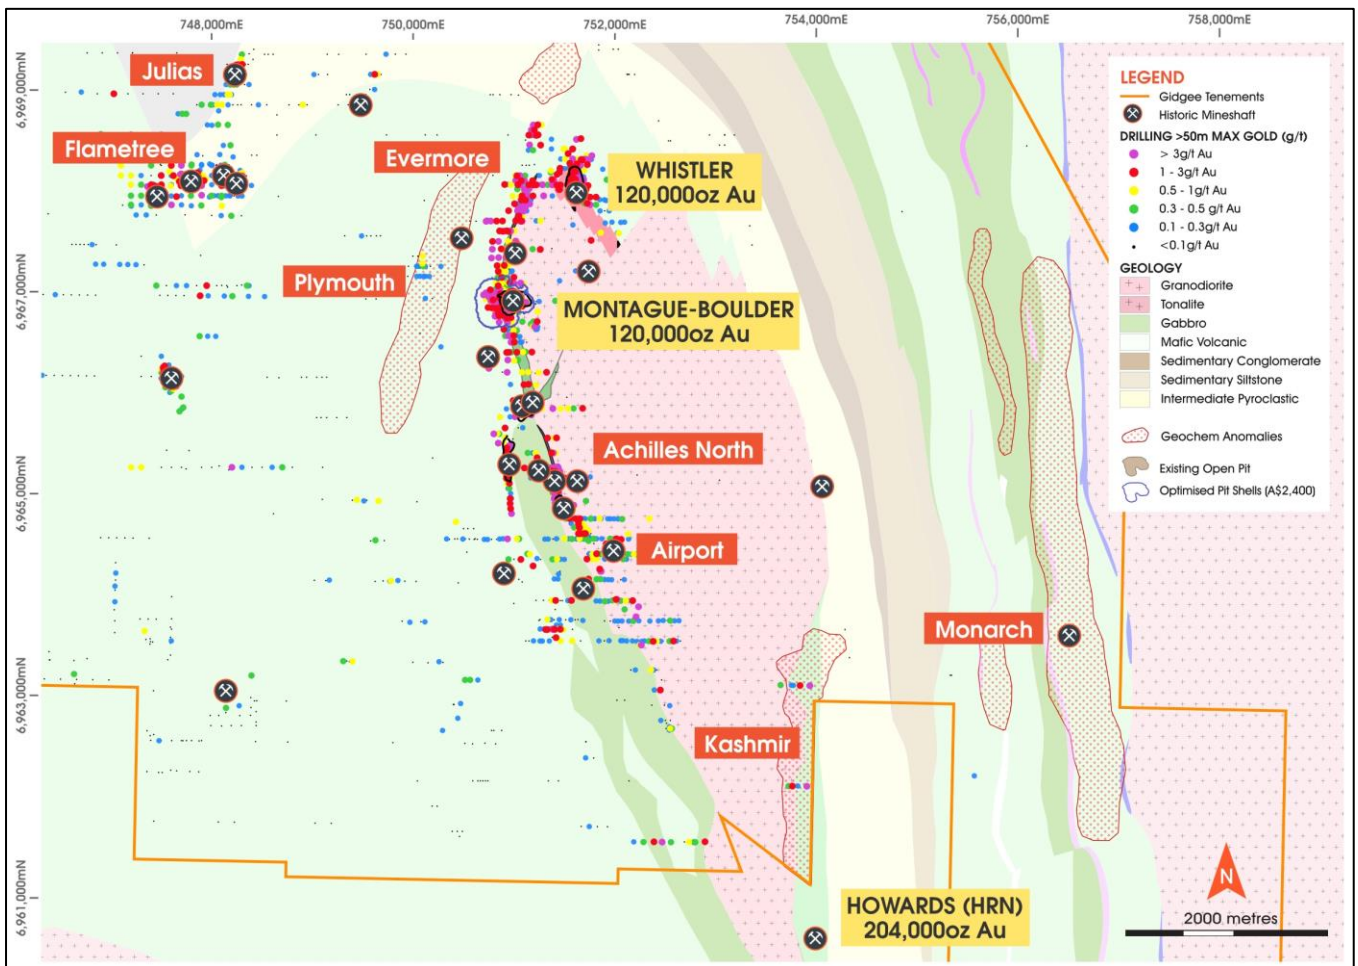 748,000mE
750,000mE
752,000mE
754,000mE
756,000mE
758,000mE
6,969,000mN
6,967,000mN
6,965,000mN
6,963,000mN
6,961,000mN
Julias
Flametree
Evermore
WHISTLER
120,000oz Au
Plymouth
MONTAGUE-BOULDER
120,000oz Au
Achilles North
Airport
Monarch
Kashmir
HOWARDS (HRN)
204,000oz Au
LEGEND
Gidgee Tenements
Historic Mineshaft
DRILLING >50m MAX GOLD (g/t)
> 3g/t Au
1 - 3g/t Au
0.5 - 1g/t Au
0.3 - 0.5 g/t Au
0.1 - 0.3g/t Au
<0.1g/t Au
GEOLOGY
Granodiorite
Tonalite
Gabbro
Mafic Volcanic
Sedimentary Conglomerate
Sedimentary Siltstone
Intermediate Pyroclastic
Geochem Anomalies
Existing Open Pit
Optimised Pit Shells (A$2,400)
N
2000 metres